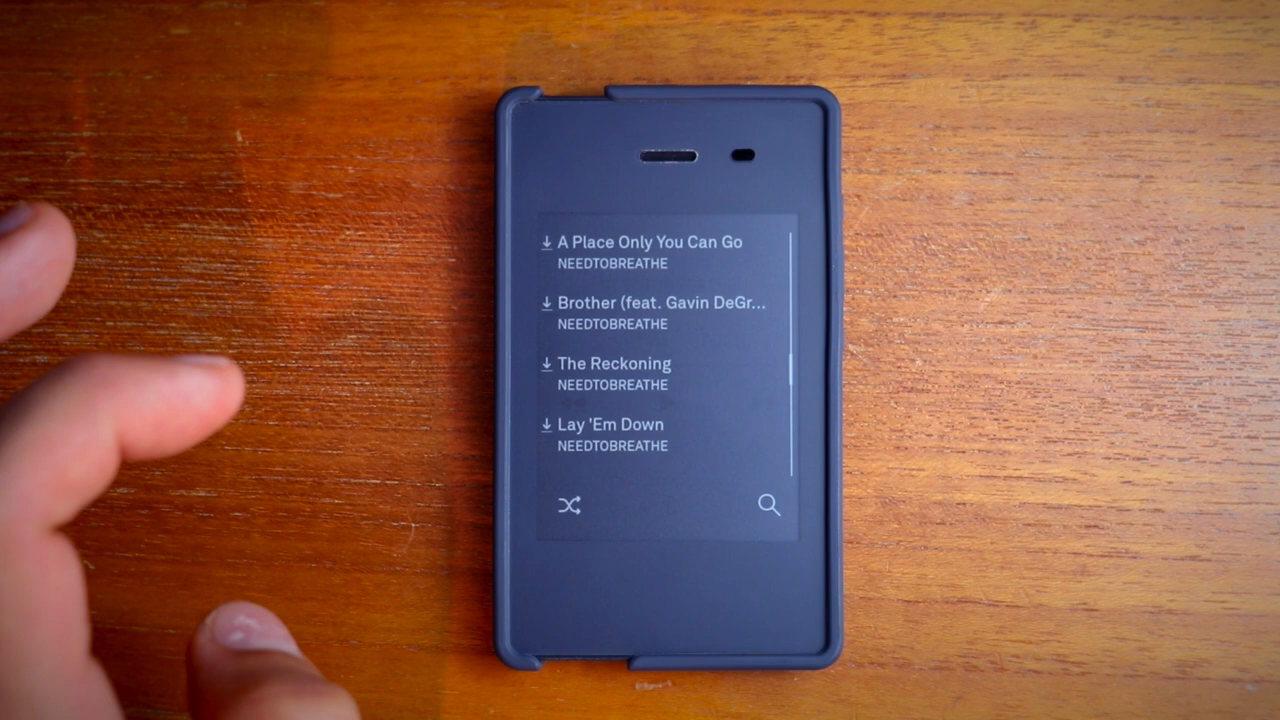 A Place Only You Can Go
NEEDTOBREATHE
Brother (feat. Gavin DeGr...
NEEDTOBREATHE
The Reckoning
NEEDTOBREATHE
Lay 'Em Down
NEEDTOBREATHE